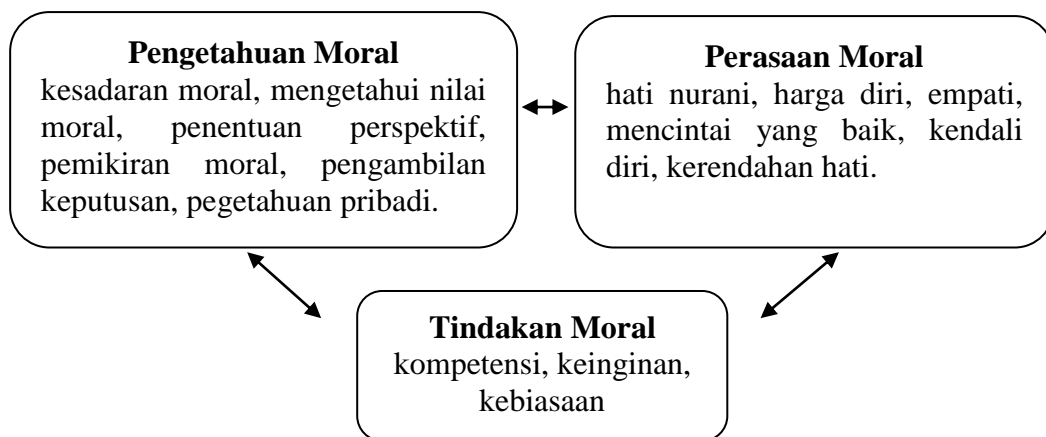 Pengetahuan Moral
kesadaran moral, mengetahui nilai
moral, penentuan perspektif,
pemikiran moral, pengambilan
keputusan, pegetahuan pribadi.
Perasaan Moral
hati nurani, harga diri, empati,
mencintai yang baik, kendali
diri, kerendahan hati.
Tindakan Moral
kompetensi, keinginan,
kebiasaan